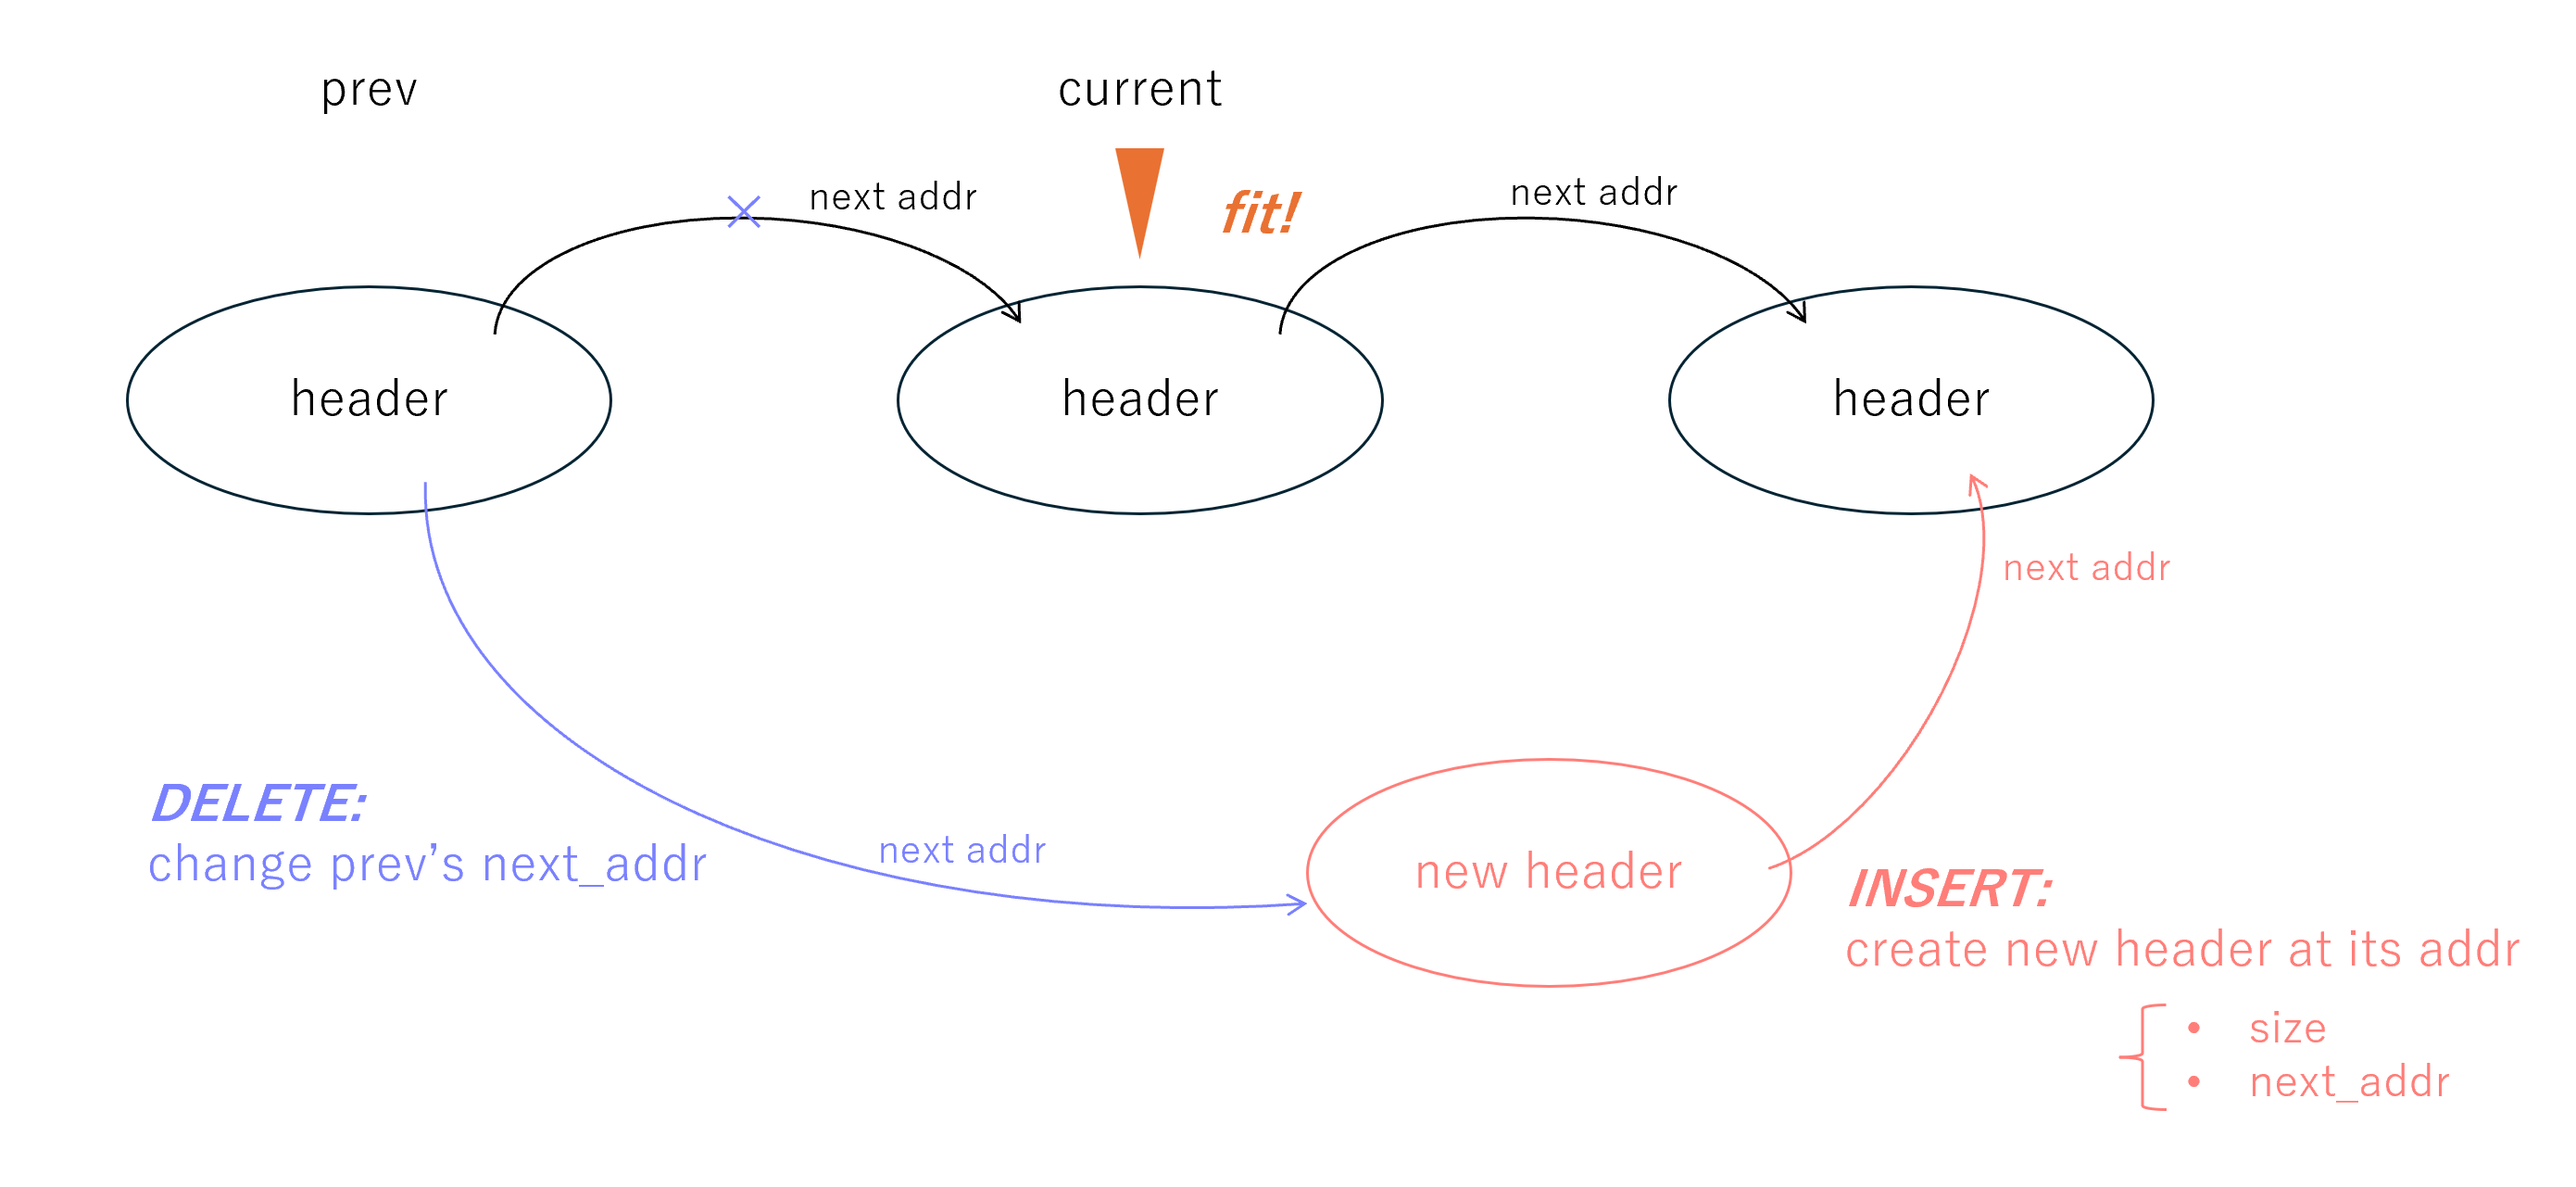 prev
current
next addr
fit!
next addr
header
header
header
next addr
DELETE:
change prev’s next_addr
next addr
new header
INSERT:
create new header at its addr
• size
• next_addr